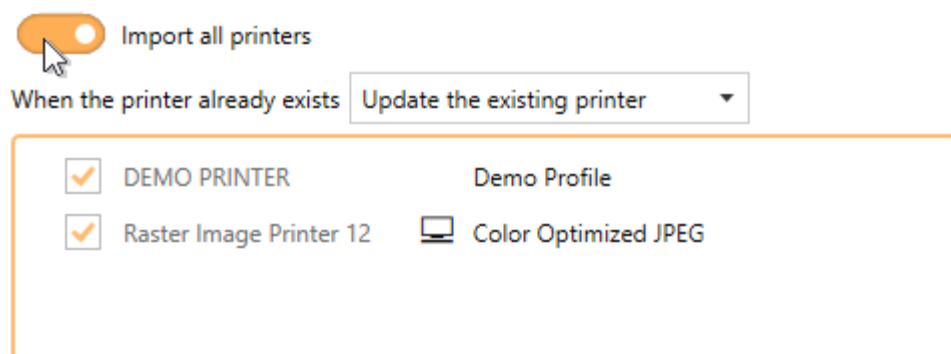 Import all printers
When the printer already exists Update the existing printer
DEMO PRINTER Demo Profile
Raster Image Printer 12 Color Optimized JPEG